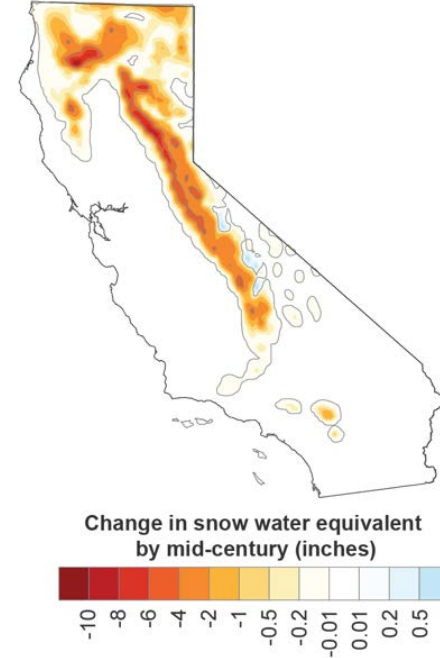 Change in snow water equivalent
by mid-century (inches)
-10 -8 -6 -4 -2 -1 -0.5 -0.2 -0.01 0.01 0.2 0.5